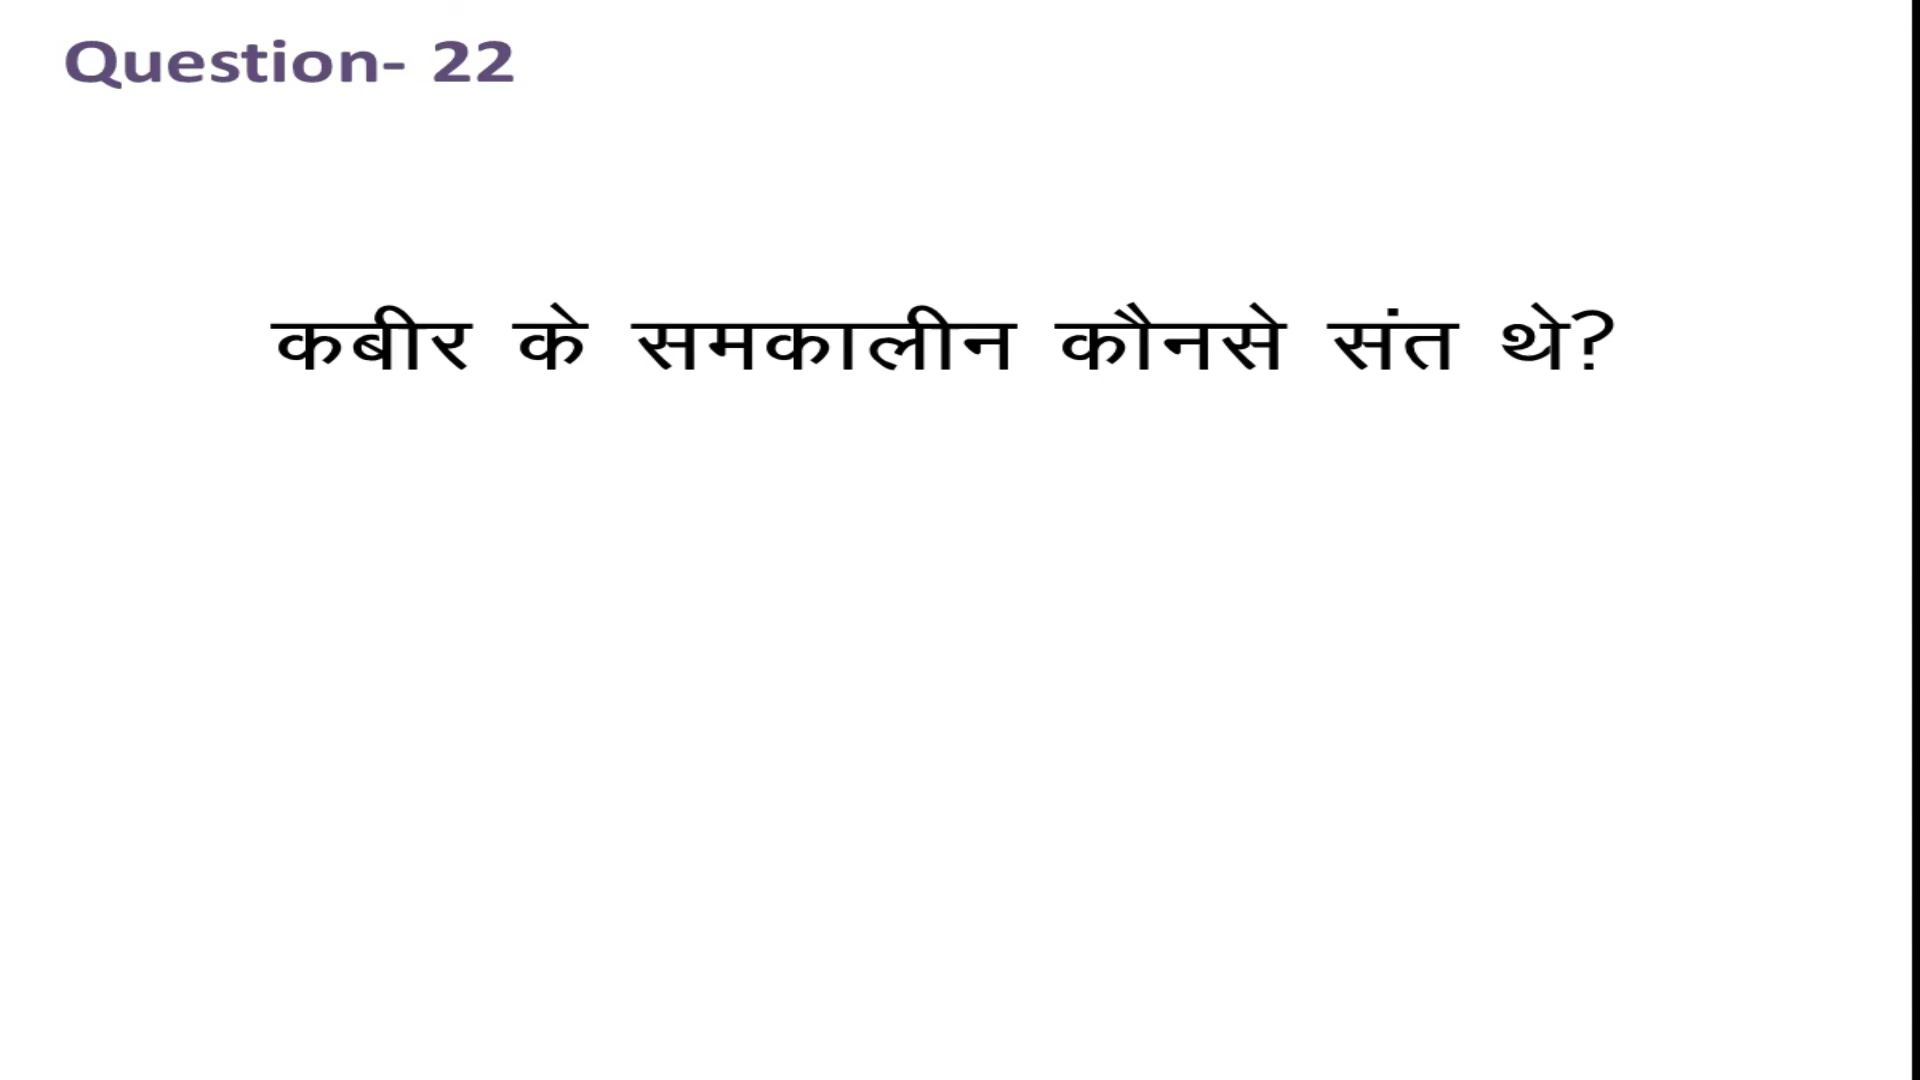 Question- 22
कबीर के समकालीन कौनसे संत थे?